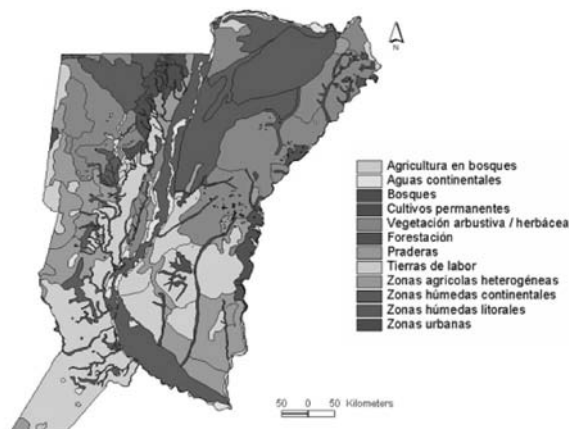 N
Agricultura en bosques
Aguas continentales
Bosques
Cultivos permanentes
Vegetación arbustiva / herbácea
Forestación
Praderas
Tierras de labor
Zonas agrícolas heterogéneas
Zonas húmedas continentales
Zonas húmedas litorales
Zonas urbanas
50 0 50 Kilometers